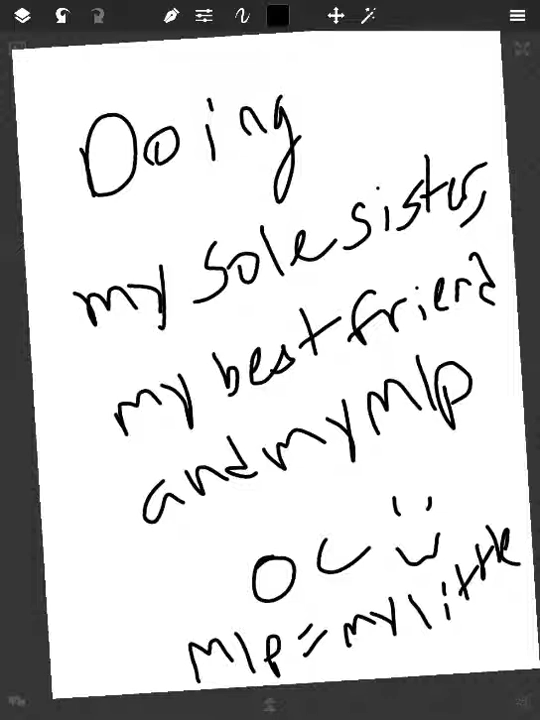 Doing
my sole sister,
my best friend
and my Mlp
OC :)
Mlp = my little